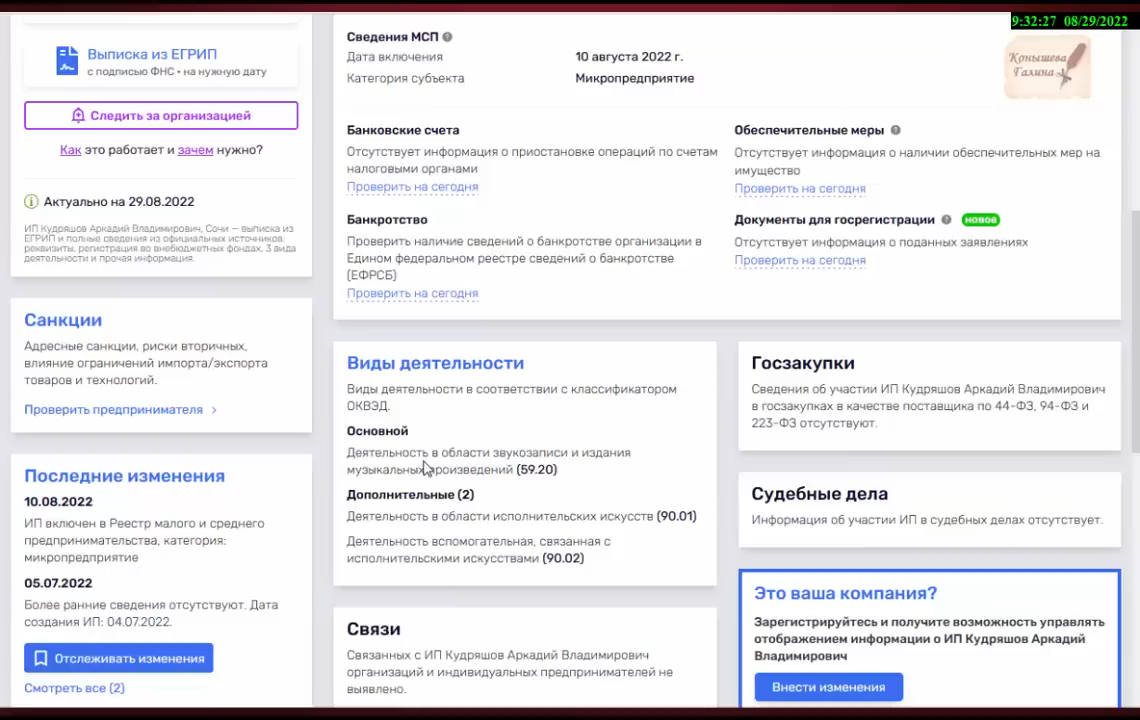 9:32:27 08/29/2022
Выписка из ЕГРИП
с подписью ФНС • на нужную дату
Следить за организацией
Как это работает и зачем нужно?
Актуально на 29.08.2022
ИП Кудряшов Аркадий Владимирович, Сочи — выписка из
ЕГРИП и полные сведения из официальных источников:
реквизиты, регистрация во внебюджетных фондах, 3 вида
деятельности и прочая информация.
Санкции
Адресные санкции, риски вторичных,
влияние ограничений импорта/экспорта
товаров и технологий.
Проверить предпринимателя >
Последние изменения
10.08.2022
ИП включен в Реестр малого и среднего
предпринимательства, категория:
микропредприятие
05.07.2022
Более ранние сведения отсутствуют. Дата
создания ИП: 04.07.2022.
Отслеживать изменения
Смотреть все (2)
Сведения МСП
Дата включения 10 августа 2022 г.
Категория субъекта Микропредприятие
Конышева
Галина
Банковские счета
Отсутствует информация о приостановке операций по счетам
налоговыми органами
Проверить на сегодня
Обеспечительные меры
Отсутствует информация о наличии обеспечительных мер на
имущество
Проверить на сегодня
Банкротство
Проверить наличие сведений о банкротстве организации в
Едином федеральном реестре сведений о банкротстве
(ЕФРСБ)
Проверить на сегодня
Документы для госрегистрации НОВОЕ
Отсутствует информация о поданных заявлениях
Проверить на сегодня
Виды деятельности
Виды деятельности в соответствии с классификатором
ОКВЭД.
Основной
Деятельность в области звукозаписи и издания
музыкальных произведений (59.20)
Дополнительные (2)
Деятельность в области исполнительских искусств (90.01)
Деятельность вспомогательная, связанная с
исполнительскими искусствами (90.02)
Связи
Связанных с ИП Кудряшов Аркадий Владимирович
организаций и индивидуальных предпринимателей не
выявлено.
Госзакупки
Сведения об участии ИП Кудряшов Аркадий Владимирович
в госзакупках в качестве поставщика по 44-ФЗ, 94-ФЗ и
223-ФЗ отсутствуют.
Судебные дела
Информация об участии ИП в судебных делах отсутствует.
Это ваша компания?
Зарегистрируйтесь и получите возможность управлять
отображением информации о ИП Кудряшов Аркадий
Владимирович
Внести изменения